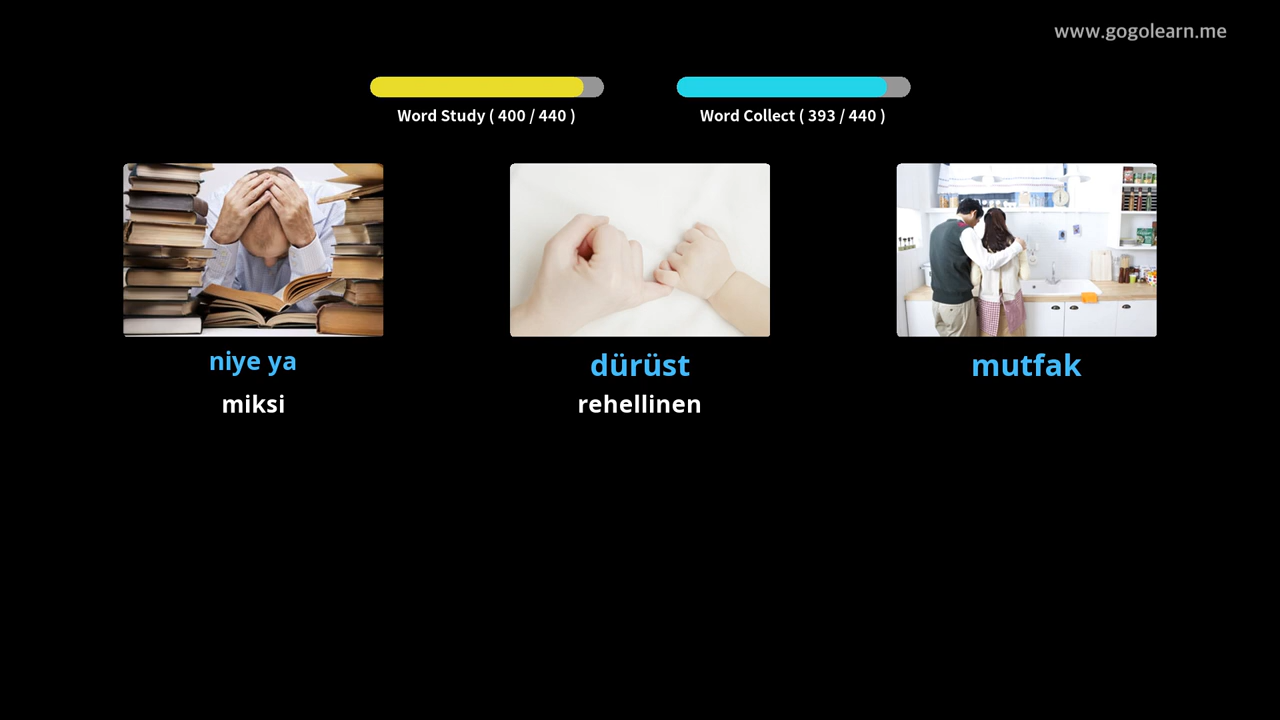 www.gogolearn.me
Word Study ( 400 / 440 )
Word Collect ( 393 / 440 )
niye ya
dürüst
mutfak
miksi
rehellinen